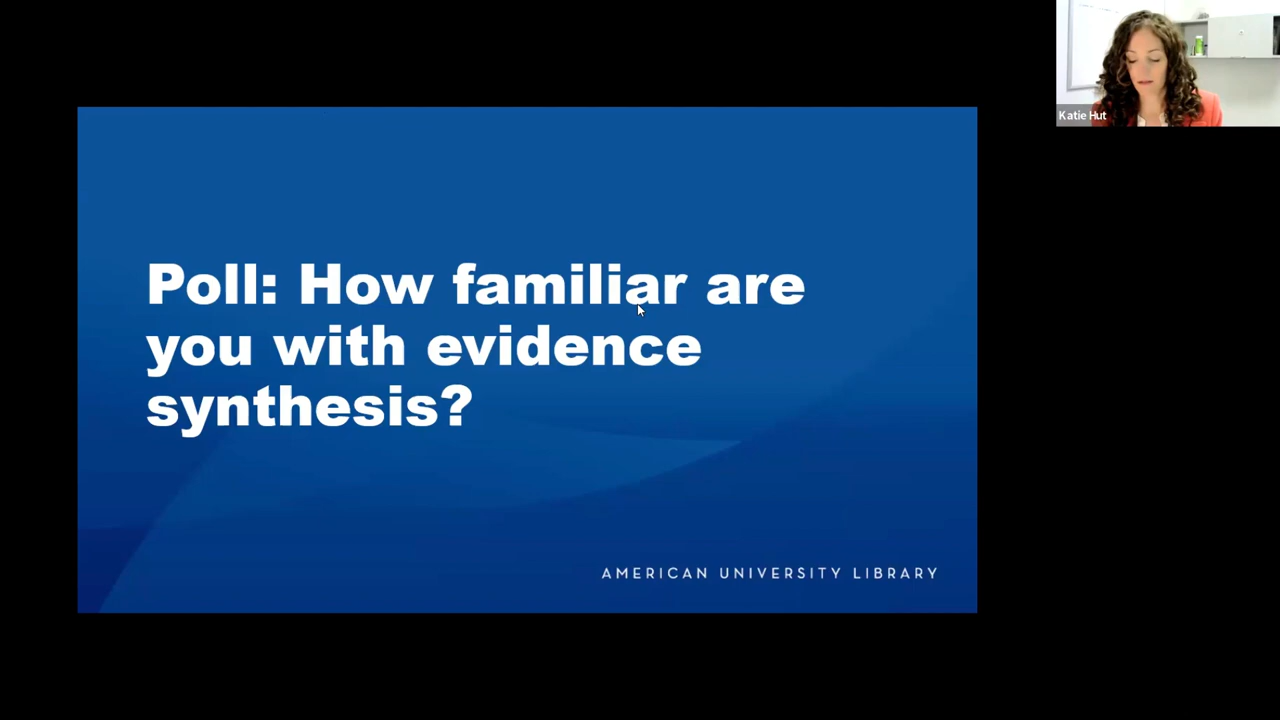 Poll: How familiar are
you with evidence
synthesis?
AMERICAN UNIVERSITY LIBRARY
Katie Hut